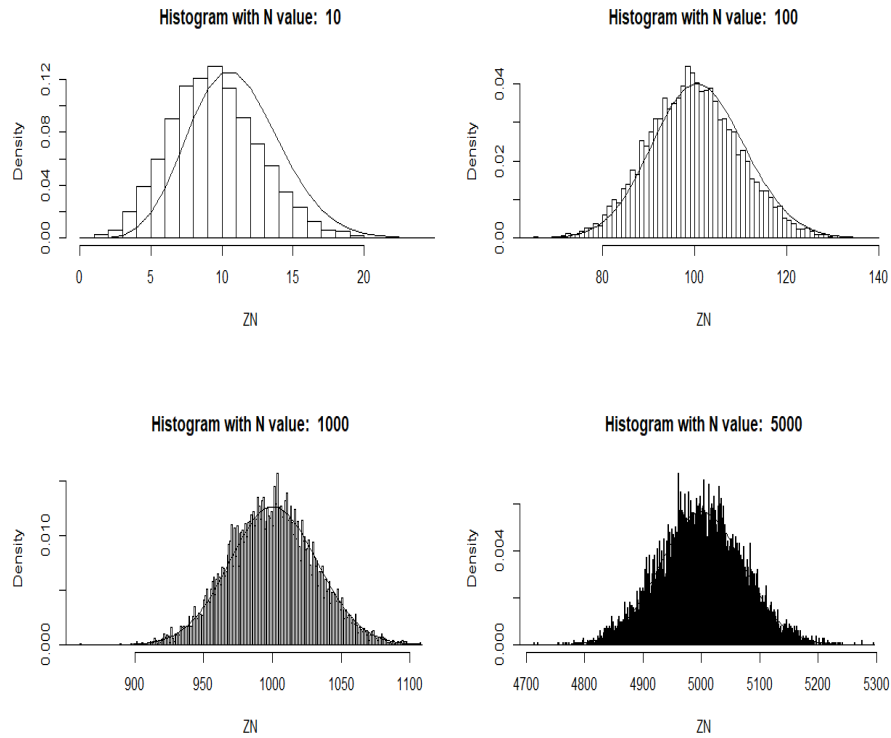 Histogram with N value: 10
Density
0.00 0.04 0.08 0.12
0 5 10 15 20
ZN
Histogram with N value: 100
Density
0.00 0.02 0.04
80 100 120 140
ZN
Histogram with N value: 1000
Density
0.000 0.010
900 950 1000 1050 1100
ZN
Histogram with N value: 5000
Density
0.000 0.004
4700 4800 4900 5000 5100 5200 5300
ZN